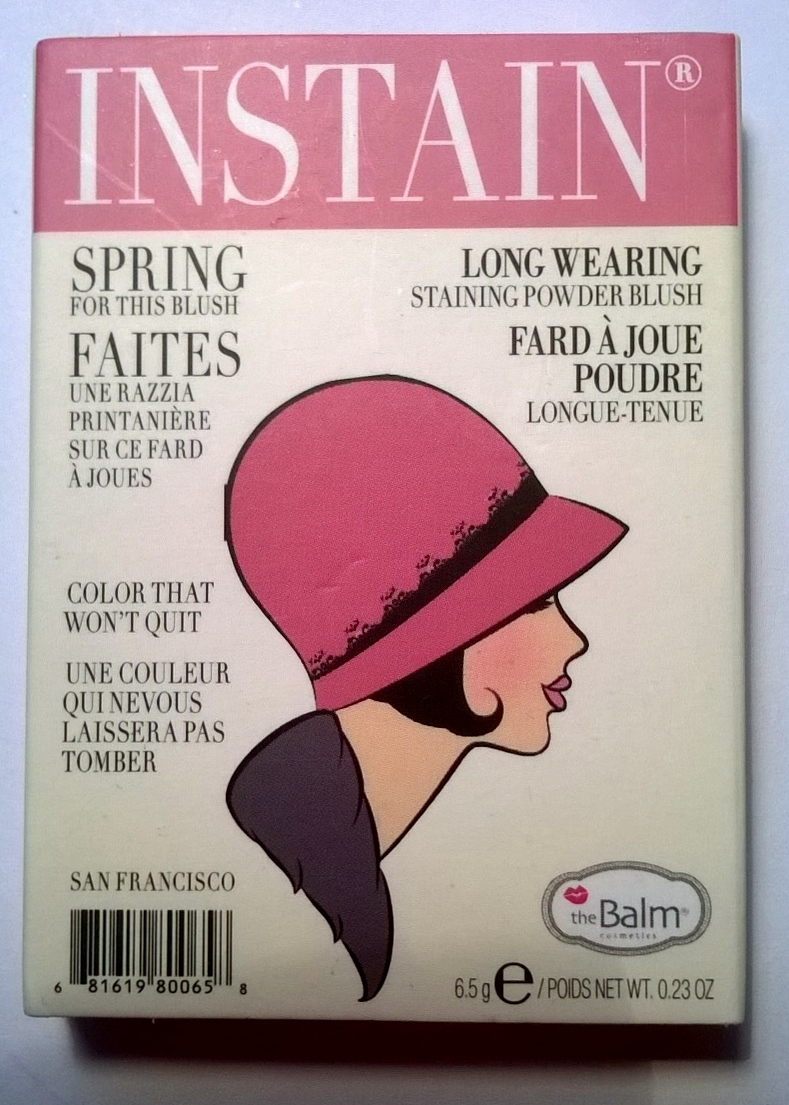 INSTAIN®
SPRING
FOR THIS BLUSH
FAITES
UNE RAZZIA
PRINTANIÈRE
SUR CE FARD
À JOUES
LONG WEARING
STAINING POWDER BLUSH
FARD À JOUE
POUDRE
LONGUE-TENUE
COLOR THAT
WON'T QUIT
UNE COULEUR
QUI NEVOUS
LAISSERA PAS
TOMBER
SAN FRANCISCO
6 81619 80065 8
theBalm®
cosmetics
6.5 g e / POIDS NET WT. 0.23 OZ